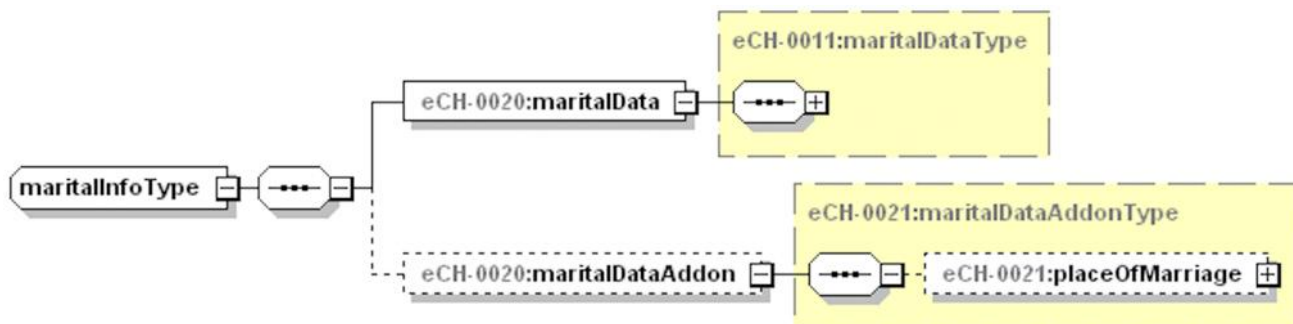 eCH-0011:maritalDataType
eCH-0020:maritalData
maritalInfoType
eCH-0021:maritalDataAddonType
eCH-0020:maritalDataAddon
eCH-0021:placeOfMarriage